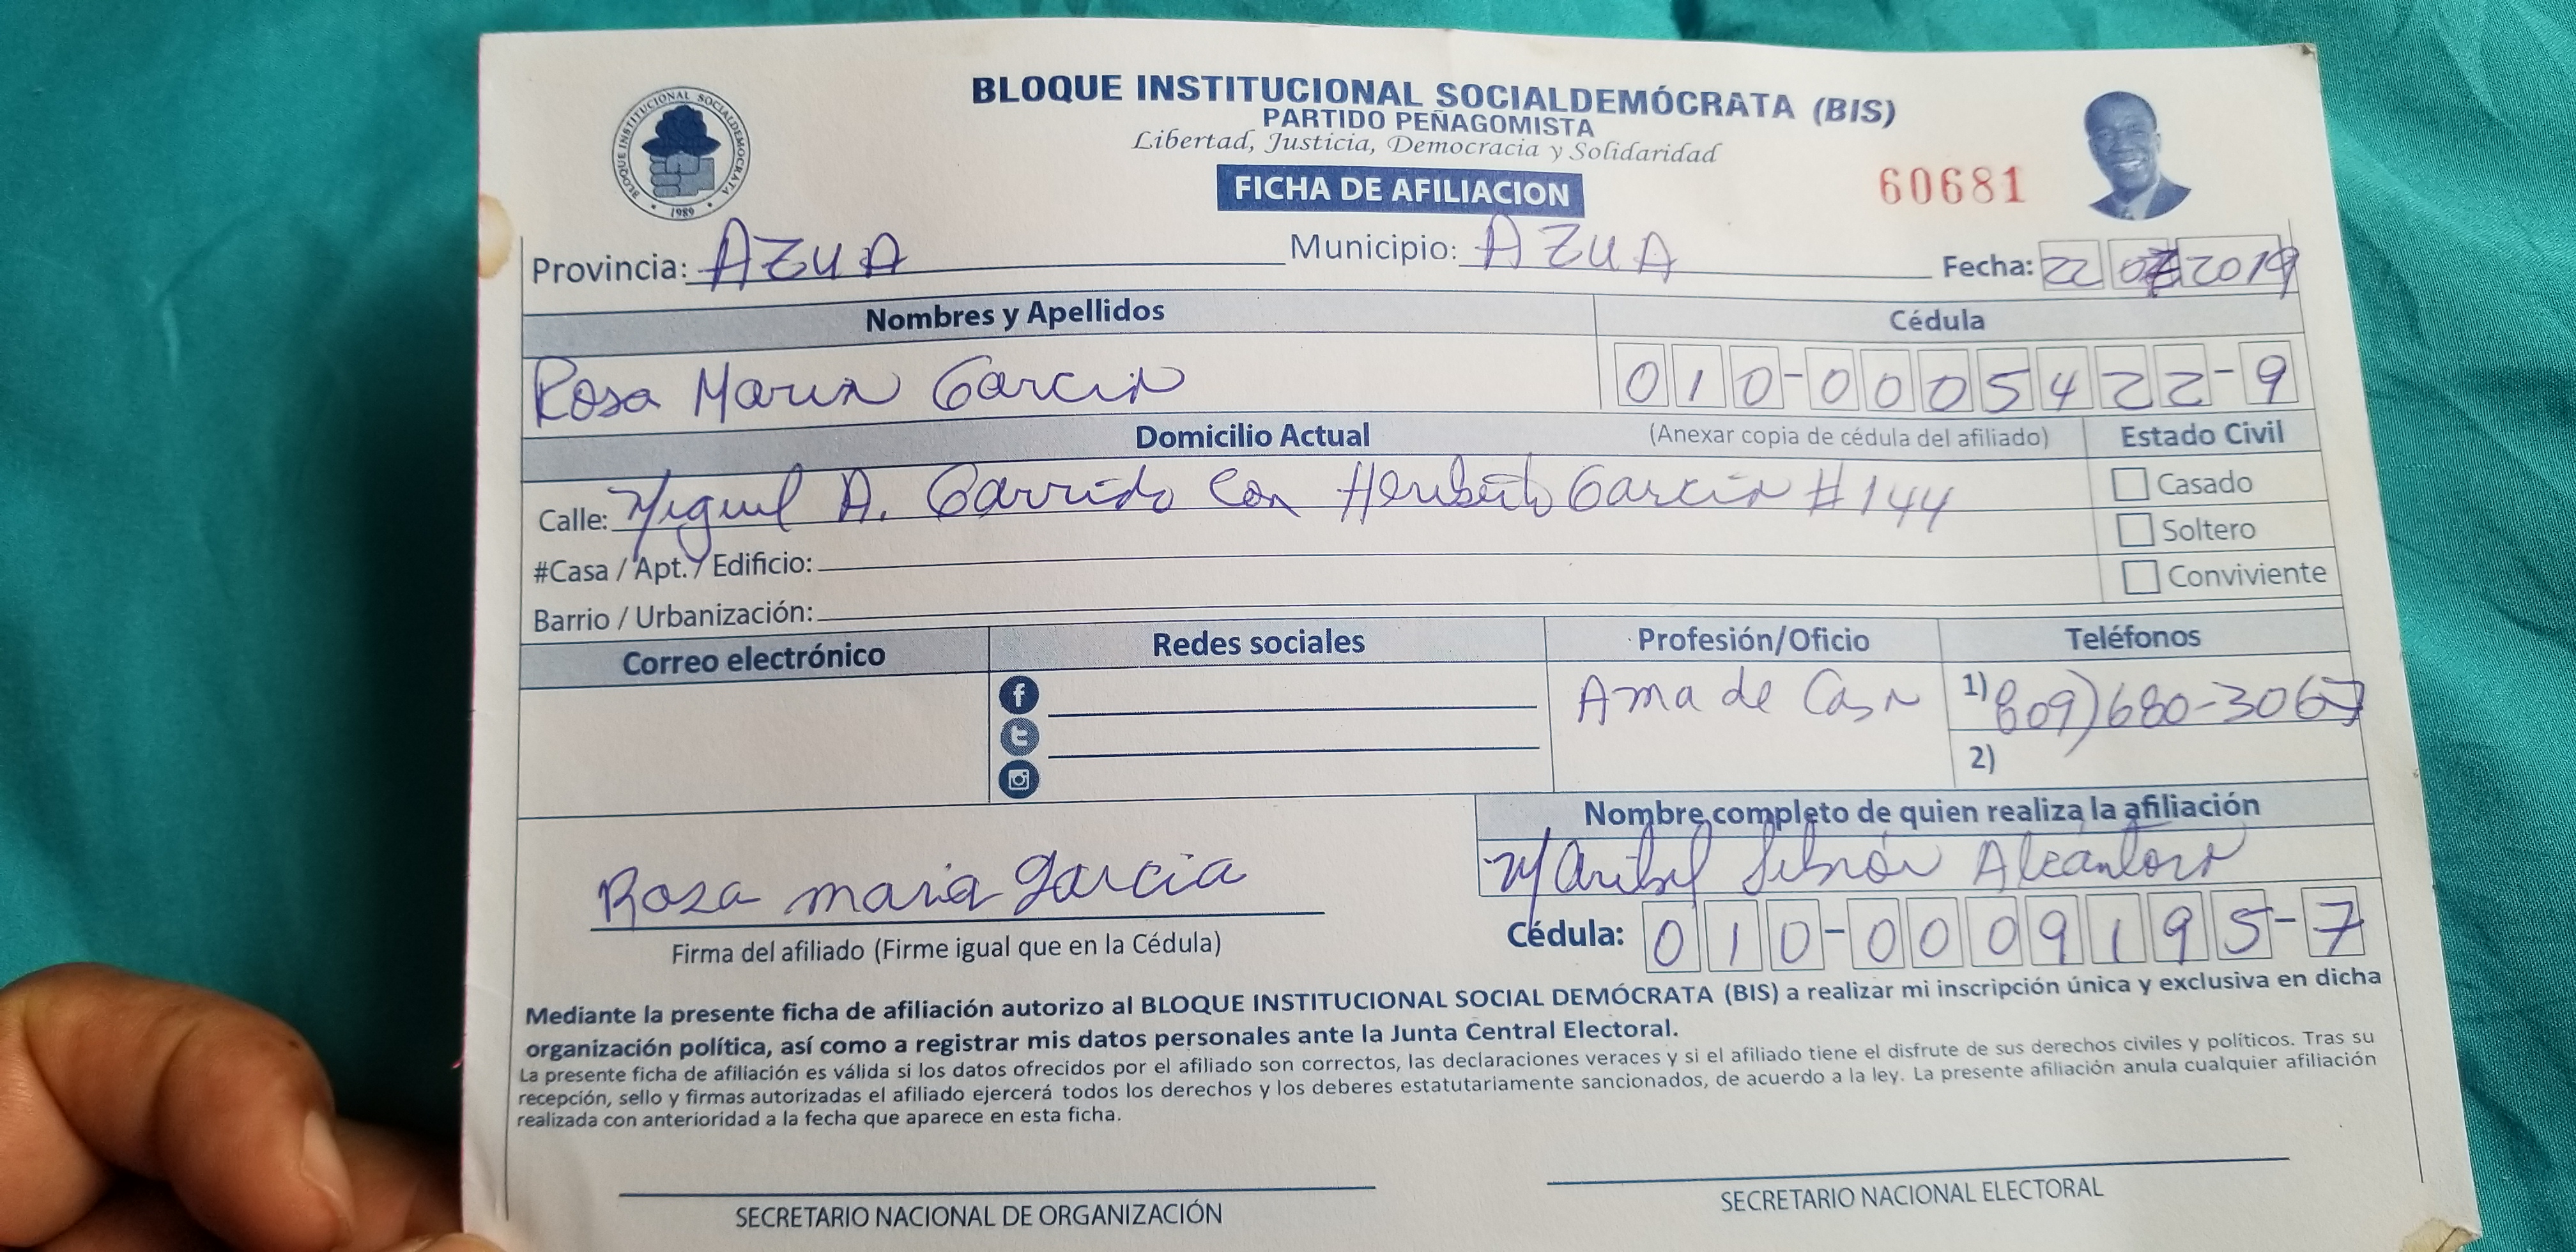 BLOQUE INSTITUCIONAL SOCIALDEMOCRATA
1989
BLOQUE INSTITUCIONAL SOCIALDEMÓCRATA (BIS)
PARTIDO PEÑAGOMISTA
Libertad, Justicia, Democracia y Solidaridad
FICHA DE AFILIACION
60681
Provincia: AZUA Municipio: AZUA Fecha: 22 07 2019
Nombres y Apellidos Cédula
Rosa Maria Garcia 010-0005422-9
Domicilio Actual (Anexar copia de cédula del afiliado) Estado Civil
Calle: Miguel A. Garrido Con Heriberto Garcia #144
Casado
Soltero
Conviviente
#Casa / Apt. / Edificio:
Barrio / Urbanización:
Correo electrónico Redes sociales Profesión/Oficio Teléfonos
Ama de Casa 1) 809) 680-3067
2)
Nombre completo de quien realiza la afiliación
Maribel Alcantara
Rosa maria garcia
Firma del afiliado (Firme igual que en la Cédula)
Cédula: 010-0009195-7
Mediante la presente ficha de afiliación autorizo al BLOQUE INSTITUCIONAL SOCIAL DEMÓCRATA (BIS) a realizar mi inscripción única y exclusiva en dicha
organización política, así como a registrar mis datos personales ante la Junta Central Electoral.
La presente ficha de afiliación es válida si los datos ofrecidos por el afiliado son correctos, las declaraciones veraces y si el afiliado tiene el disfrute de sus derechos civiles y políticos. Tras su
recepción, sello y firmas autorizadas el afiliado ejercerá todos los derechos y los deberes estatutariamente sancionados, de acuerdo a la ley. La presente afiliación anula cualquier afiliación
realizada con anterioridad a la fecha que aparece en esta ficha.
SECRETARIO NACIONAL DE ORGANIZACIÓN
SECRETARIO NACIONAL ELECTORAL